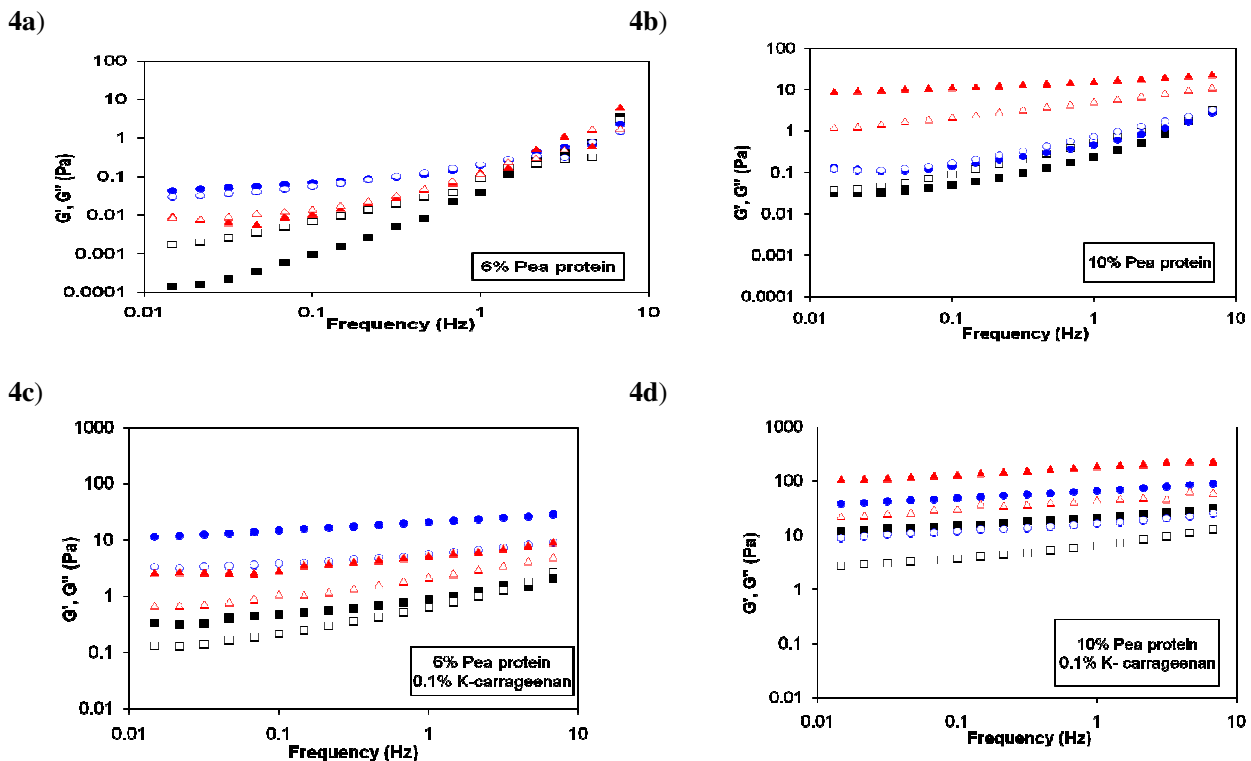 4a)
100
10
1
0.1
0.01
0.001
0.0001
G', G'' (Pa)
6% Pea protein
0.01
0.1
1
10
Frequency (Hz)
4b)
100
10
1
0.1
0.01
0.001
0.0001
G', G'' (Pa)
10% Pea protein
0.01
0.1
1
10
Frequency (Hz)
4c)
1000
100
10
1
0.1
0.01
G', G'' (Pa)
6% Pea protein
0.1% K-carrageenan
0.01
0.1
1
10
Frequency (Hz)
4d)
1000
100
10
1
0.1
0.01
G', G'' (Pa)
10% Pea protein
0.1% K- carrageenan
0.01
0.1
1
10
Frequency (Hz)